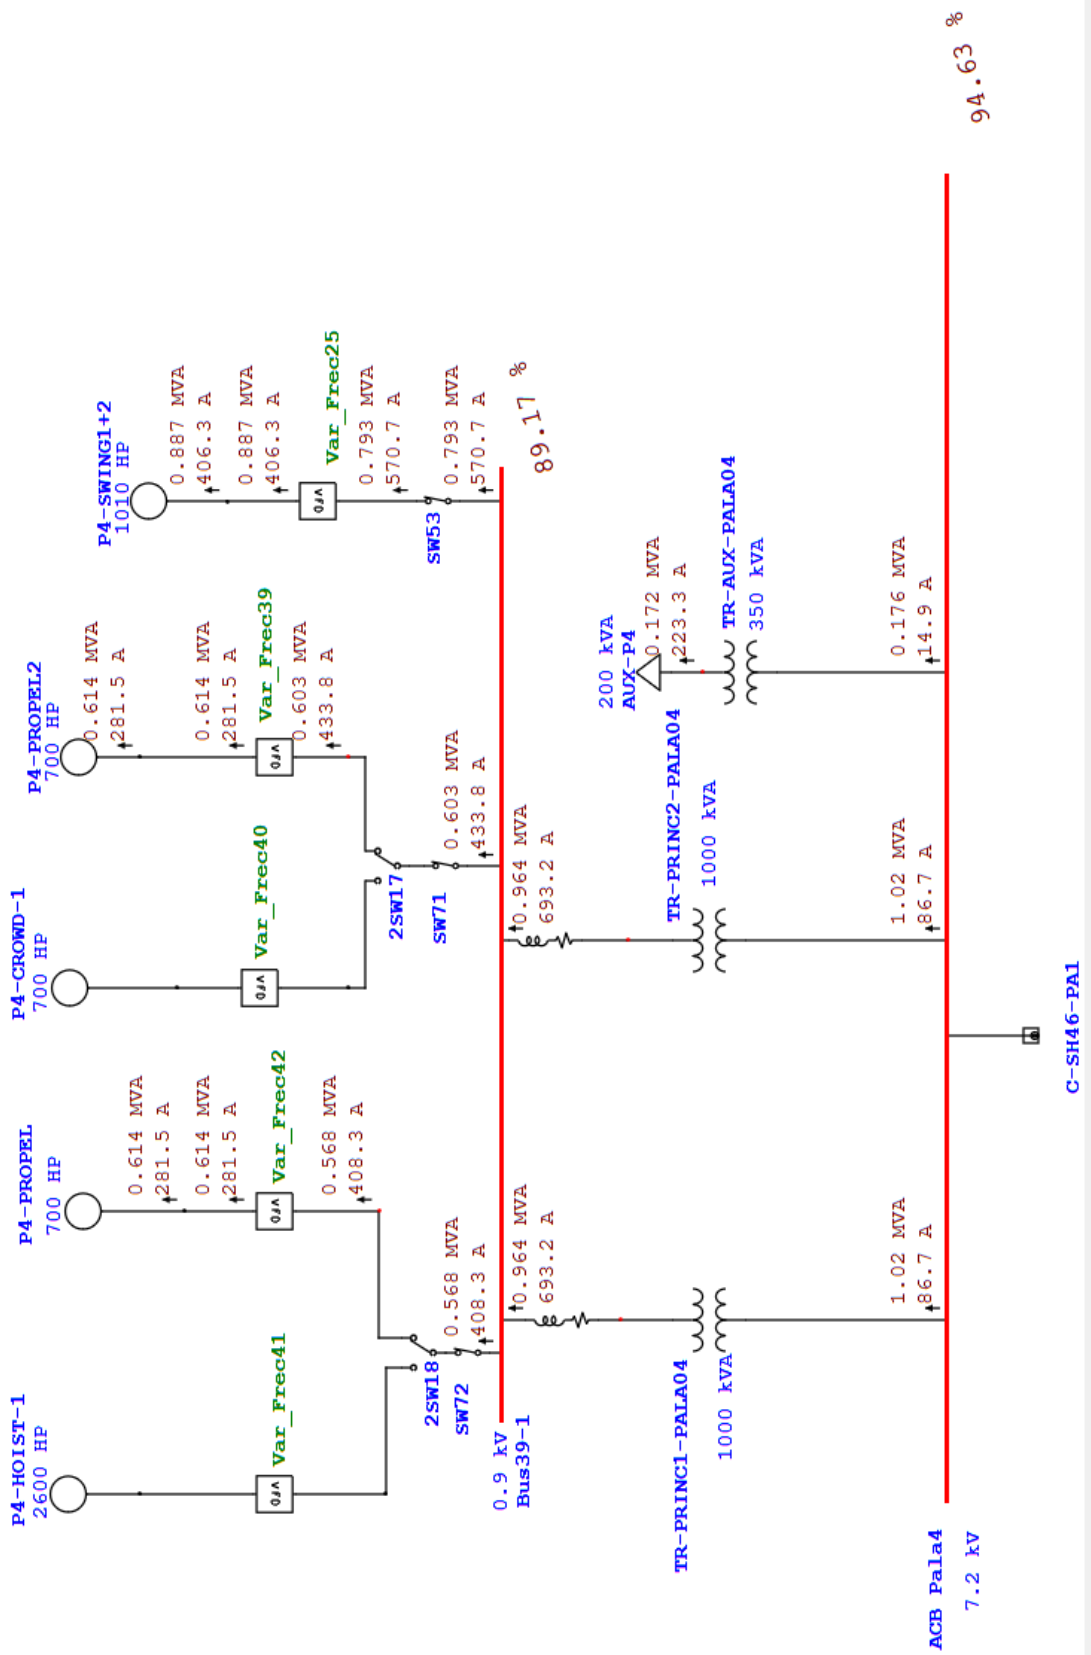 P4-HOIST-1
2600 HP
Var_Frec41
VFD
P4-PROPEL
700 HP
0.614 MVA
281.5 A
0.614 MVA
281.5 A
Var_Frec42
VFD
0.568 MVA
408.3 A
2SW18
SW72
0.568 MVA
408.3 A
P4-CROWD-1
700 HP
Var_Frec40
VFD
P4-PROPEL2
700 HP
0.614 MVA
281.5 A
0.614 MVA
281.5 A
Var_Frec39
VFD
0.603 MVA
433.8 A
2SW17
SW71
0.603 MVA
433.8 A
P4-SWING1+2
1010 HP
0.887 MVA
406.3 A
0.887 MVA
406.3 A
Var_Frec25
VFD
0.793 MVA
570.7 A
SW53
0.793 MVA
570.7 A
0.9 kV
Bus39-1
89.17 %
0.964 MVA
693.2 A
TR-PRINC1-PALA04
1000 kVA
1.02 MVA
86.7 A
0.964 MVA
693.2 A
TR-PRINC2-PALA04
1000 kVA
1.02 MVA
86.7 A
200 kVA
AUX-P4
0.172 MVA
223.3 A
TR-AUX-PALA04
350 kVA
0.176 MVA
14.9 A
ACB Pala4
7.2 kV
94.63 %
C-SH46-PA1